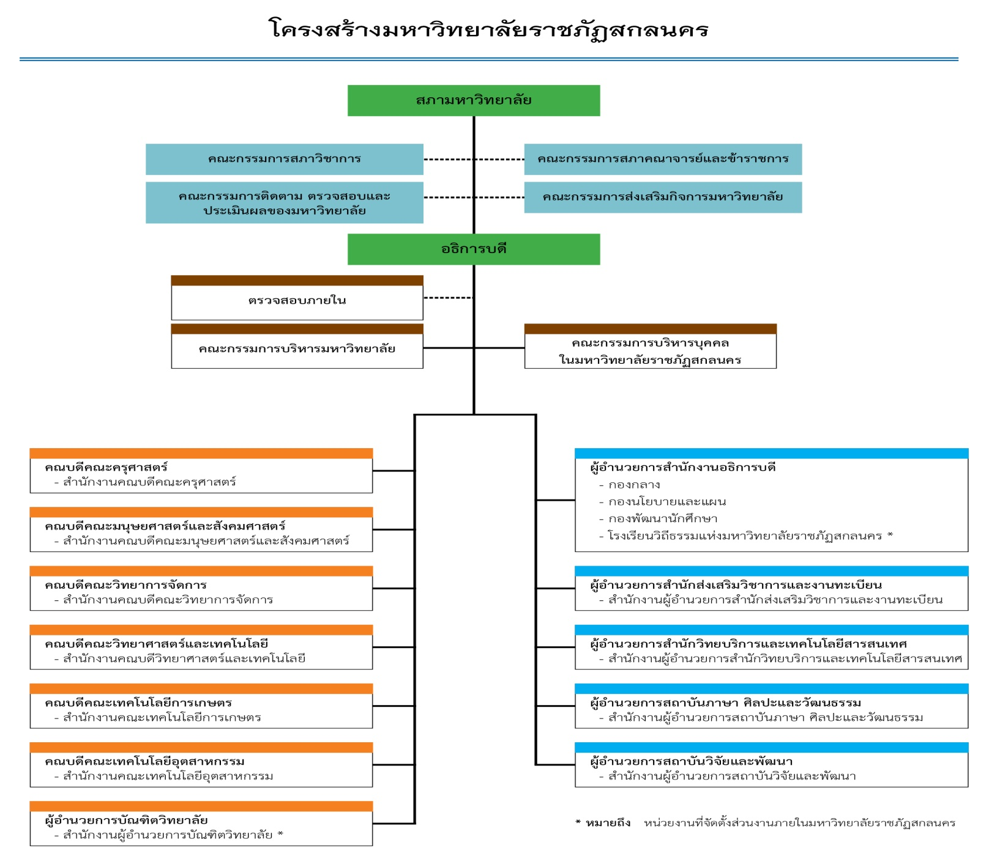 โครงสร้างมหาวิทยาลัยราชภัฏสกลนคร
สภามหาวิทยาลัย
คณะกรรมการสภาวิชาการ
คณะกรรมการสภาคณาจารย์และข้าราชการ
คณะกรรมการติดตาม ตรวจสอบและ
ประเมินผลของมหาวิทยาลัย
คณะกรรมการส่งเสริมกิจการมหาวิทยาลัย
อธิการบดี
ตรวจสอบภายใน
คณะกรรมการบริหารมหาวิทยาลัย
คณะกรรมการบริหารบุคคล
ในมหาวิทยาลัยราชภัฏสกลนคร
คณบดีคณะครุศาสตร์
- สำนักงานคณบดีคณะครุศาสตร์
คณบดีคณะมนุษยศาสตร์และสังคมศาสตร์
- สำนักงานคณบดีคณะมนุษยศาสตร์และสังคมศาสตร์
คณบดีคณะวิทยาการจัดการ
- สำนักงานคณบดีคณะวิทยาการจัดการ
คณบดีคณะวิทยาศาสตร์และเทคโนโลยี
- สำนักงานคณบดีวิทยาศาสตร์และเทคโนโลยี
คณบดีคณะเทคโนโลยีการเกษตร
- สำนักงานคณะเทคโนโลยีการเกษตร
คณบดีคณะเทคโนโลยีอุตสาหกรรม
- สำนักงานคณะเทคโนโลยีอุตสาหกรรม
ผู้อำนวยการบัณฑิตวิทยาลัย
- สำนักงานผู้อำนวยการบัณฑิตวิทยาลัย *
ผู้อำนวยการสำนักงานอธิการบดี
- กองกลาง
- กองนโยบายและแผน
- กองพัฒนานักศึกษา
- โรงเรียนวิถีธรรมแห่งมหาวิทยาลัยราชภัฏสกลนคร *
ผู้อำนวยการสำนักส่งเสริมวิชาการและงานทะเบียน
- สำนักงานผู้อำนวยการสำนักส่งเสริมวิชาการและงานทะเบียน
ผู้อำนวยการสำนักวิทยบริการและเทคโนโลยีสารสนเทศ
- สำนักงานผู้อำนวยการสำนักวิทยบริการและเทคโนโลยีสารสนเทศ
ผู้อำนวยการสถาบันภาษา ศิลปะและวัฒนธรรม
- สำนักงานผู้อำนวยการสถาบันภาษา ศิลปะและวัฒนธรรม
ผู้อำนวยการสถาบันวิจัยและพัฒนา
- สำนักงานผู้อำนวยการสถาบันวิจัยและพัฒนา
* หมายถึง หน่วยงานที่จัดตั้งส่วนงานภายในมหาวิทยาลัยราชภัฏสกลนคร